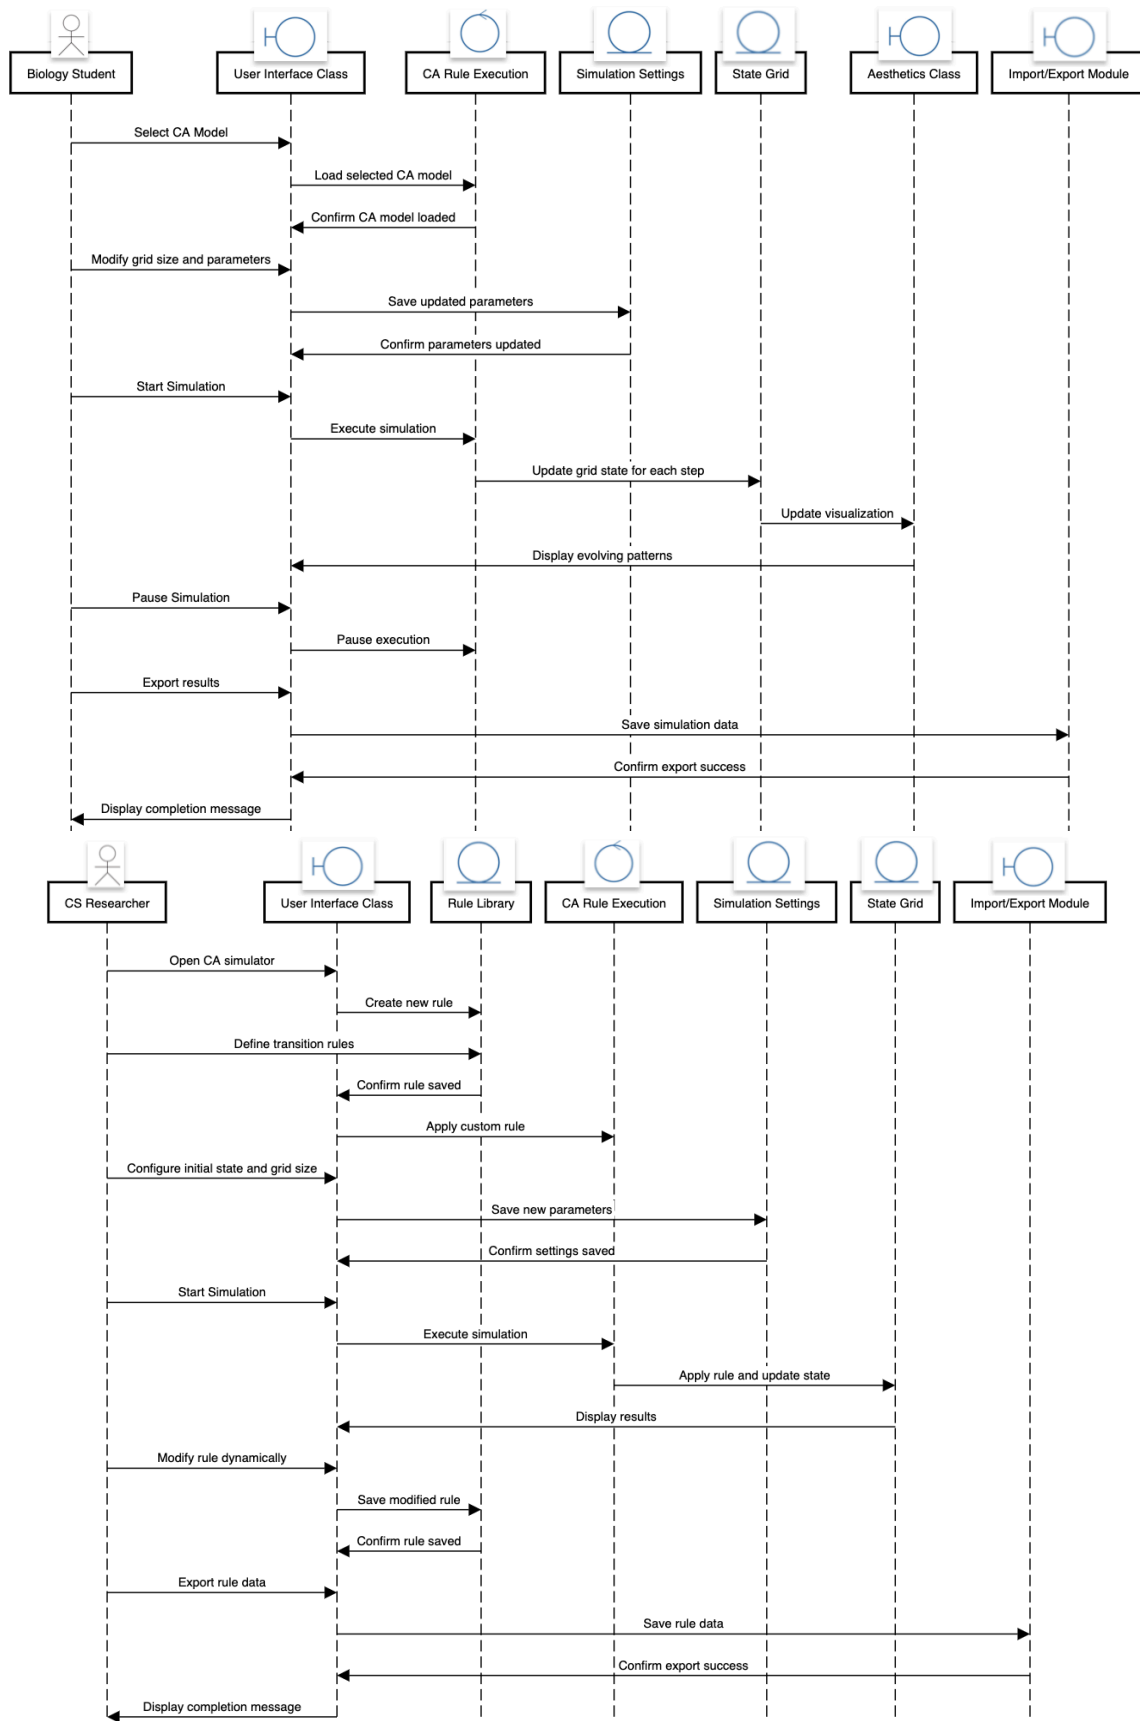 Biology Student
User Interface Class
CA Rule Execution
Simulation Settings
State Grid
Aesthetics Class
Import/Export Module
Select CA Model
Load selected CA model
Confirm CA model loaded
Modify grid size and parameters
Save updated parameters
Confirm parameters updated
Start Simulation
Execute simulation
Update grid state for each step
Update visualization
Display evolving patterns
Pause Simulation
Pause execution
Export results
Save simulation data
Confirm export success
Display completion message
CS Researcher
User Interface Class
Rule Library
CA Rule Execution
Simulation Settings
State Grid
Import/Export Module
Open CA simulator
Create new rule
Define transition rules
Confirm rule saved
Apply custom rule
Configure initial state and grid size
Save new parameters
Confirm settings saved
Start Simulation
Execute simulation
Apply rule and update state
Display results
Modify rule dynamically
Save modified rule
Confirm rule saved
Export rule data
Save rule data
Confirm export success
Display completion message